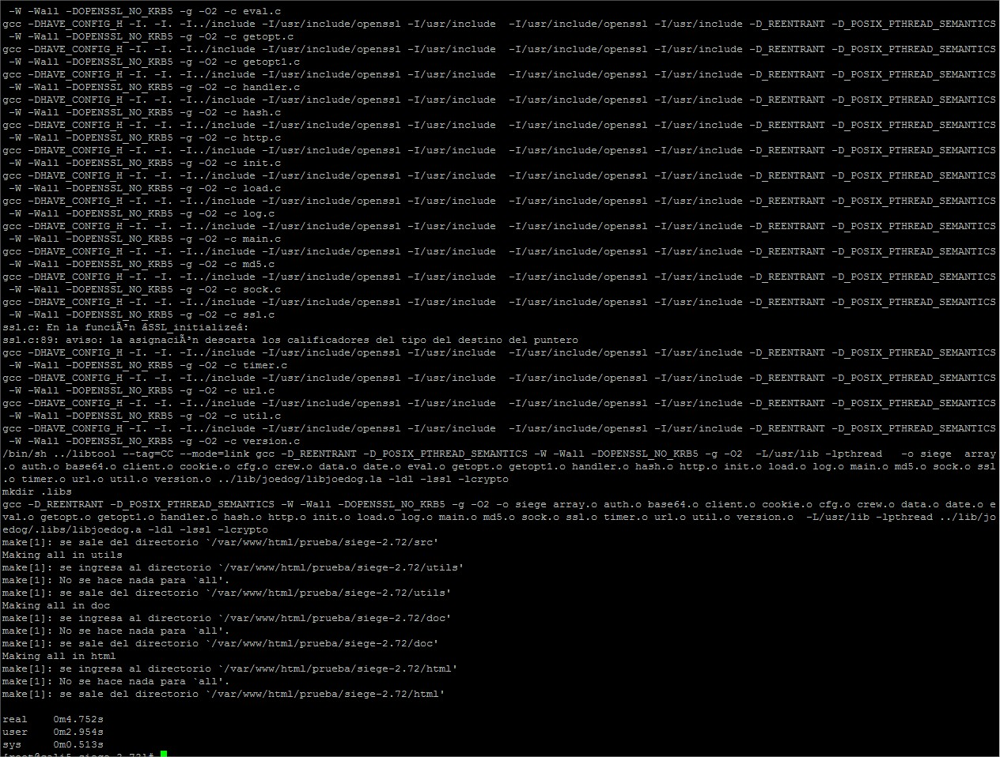 -W -Wall -DOPENSSL_NO_KRB5 -g -O2 -c eval.c
gcc -DHAVE_CONFIG_H -I. -I. -I../include -I/usr/include/openssl -I/usr/include  -I/usr/include/openssl -I/usr/include -D_REENTRANT -D_POSIX_PTHREAD_SEMANTICS
 -W -Wall -DOPENSSL_NO_KRB5 -g -O2 -c getopt.c
gcc -DHAVE_CONFIG_H -I. -I. -I../include -I/usr/include/openssl -I/usr/include  -I/usr/include/openssl -I/usr/include -D_REENTRANT -D_POSIX_PTHREAD_SEMANTICS
 -W -Wall -DOPENSSL_NO_KRB5 -g -O2 -c getopt1.c
gcc -DHAVE_CONFIG_H -I. -I. -I../include -I/usr/include/openssl -I/usr/include  -I/usr/include/openssl -I/usr/include -D_REENTRANT -D_POSIX_PTHREAD_SEMANTICS
 -W -Wall -DOPENSSL_NO_KRB5 -g -O2 -c handler.c
gcc -DHAVE_CONFIG_H -I. -I. -I../include -I/usr/include/openssl -I/usr/include  -I/usr/include/openssl -I/usr/include -D_REENTRANT -D_POSIX_PTHREAD_SEMANTICS
 -W -Wall -DOPENSSL_NO_KRB5 -g -O2 -c hash.c
gcc -DHAVE_CONFIG_H -I. -I. -I../include -I/usr/include/openssl -I/usr/include  -I/usr/include/openssl -I/usr/include -D_REENTRANT -D_POSIX_PTHREAD_SEMANTICS
 -W -Wall -DOPENSSL_NO_KRB5 -g -O2 -c http.c
gcc -DHAVE_CONFIG_H -I. -I. -I../include -I/usr/include/openssl -I/usr/include  -I/usr/include/openssl -I/usr/include -D_REENTRANT -D_POSIX_PTHREAD_SEMANTICS
 -W -Wall -DOPENSSL_NO_KRB5 -g -O2 -c init.c
gcc -DHAVE_CONFIG_H -I. -I. -I../include -I/usr/include/openssl -I/usr/include  -I/usr/include/openssl -I/usr/include -D_REENTRANT -D_POSIX_PTHREAD_SEMANTICS
 -W -Wall -DOPENSSL_NO_KRB5 -g -O2 -c load.c
gcc -DHAVE_CONFIG_H -I. -I. -I../include -I/usr/include/openssl -I/usr/include  -I/usr/include/openssl -I/usr/include -D_REENTRANT -D_POSIX_PTHREAD_SEMANTICS
 -W -Wall -DOPENSSL_NO_KRB5 -g -O2 -c log.c
gcc -DHAVE_CONFIG_H -I. -I. -I../include -I/usr/include/openssl -I/usr/include  -I/usr/include/openssl -I/usr/include -D_REENTRANT -D_POSIX_PTHREAD_SEMANTICS
 -W -Wall -DOPENSSL_NO_KRB5 -g -O2 -c main.c
gcc -DHAVE_CONFIG_H -I. -I. -I../include -I/usr/include/openssl -I/usr/include  -I/usr/include/openssl -I/usr/include -D_REENTRANT -D_POSIX_PTHREAD_SEMANTICS
 -W -Wall -DOPENSSL_NO_KRB5 -g -O2 -c md5.c
gcc -DHAVE_CONFIG_H -I. -I. -I../include -I/usr/include/openssl -I/usr/include  -I/usr/include/openssl -I/usr/include -D_REENTRANT -D_POSIX_PTHREAD_SEMANTICS
 -W -Wall -DOPENSSL_NO_KRB5 -g -O2 -c sock.c
gcc -DHAVE_CONFIG_H -I. -I. -I../include -I/usr/include/openssl -I/usr/include  -I/usr/include/openssl -I/usr/include -D_REENTRANT -D_POSIX_PTHREAD_SEMANTICS
 -W -Wall -DOPENSSL_NO_KRB5 -g -O2 -c ssl.c
ssl.c: En la funciÃ³n âSSL_initializeâ:
ssl.c:89: aviso: la asignaciÃ³n descarta los calificadores del tipo del destino del puntero
gcc -DHAVE_CONFIG_H -I. -I. -I../include -I/usr/include/openssl -I/usr/include  -I/usr/include/openssl -I/usr/include -D_REENTRANT -D_POSIX_PTHREAD_SEMANTICS
 -W -Wall -DOPENSSL_NO_KRB5 -g -O2 -c timer.c
gcc -DHAVE_CONFIG_H -I. -I. -I../include -I/usr/include/openssl -I/usr/include  -I/usr/include/openssl -I/usr/include -D_REENTRANT -D_POSIX_PTHREAD_SEMANTICS
 -W -Wall -DOPENSSL_NO_KRB5 -g -O2 -c url.c
gcc -DHAVE_CONFIG_H -I. -I. -I../include -I/usr/include/openssl -I/usr/include  -I/usr/include/openssl -I/usr/include -D_REENTRANT -D_POSIX_PTHREAD_SEMANTICS
 -W -Wall -DOPENSSL_NO_KRB5 -g -O2 -c util.c
gcc -DHAVE_CONFIG_H -I. -I. -I../include -I/usr/include/openssl -I/usr/include  -I/usr/include/openssl -I/usr/include -D_REENTRANT -D_POSIX_PTHREAD_SEMANTICS
 -W -Wall -DOPENSSL_NO_KRB5 -g -O2 -c version.c
/bin/sh ../libtool --tag=CC --mode=link gcc -D_REENTRANT -D_POSIX_PTHREAD_SEMANTICS -W -Wall -DOPENSSL_NO_KRB5 -g -O2  -L/usr/lib -lpthread   -o siege  array
.o auth.o base64.o client.o cookie.o cfg.o crew.o data.o date.o eval.o getopt.o getopt1.o handler.o hash.o http.o init.o load.o log.o main.o md5.o sock.o ssl
.o timer.o url.o util.o version.o ../lib/joedog/libjoedog.la -ldl -lssl -lcrypto
mkdir .libs
gcc -D_REENTRANT -D_POSIX_PTHREAD_SEMANTICS -W -Wall -DOPENSSL_NO_KRB5 -g -O2 -o siege array.o auth.o base64.o client.o cookie.o cfg.o crew.o data.o date.o e
val.o getopt.o getopt1.o handler.o hash.o http.o init.o load.o log.o main.o md5.o sock.o ssl.o timer.o url.o util.o version.o  -L/usr/lib -lpthread ../lib/jo
edog/.libs/libjoedog.a -ldl -lssl -lcrypto
make[1]: se sale del directorio `/var/www/html/prueba/siege-2.72/src'
Making all in utils
make[1]: se ingresa al directorio `/var/www/html/prueba/siege-2.72/utils'
make[1]: No se hace nada para `all'.
make[1]: se sale del directorio `/var/www/html/prueba/siege-2.72/utils'
Making all in doc
make[1]: se ingresa al directorio `/var/www/html/prueba/siege-2.72/doc'
make[1]: No se hace nada para `all'.
make[1]: se sale del directorio `/var/www/html/prueba/siege-2.72/doc'
Making all in html
make[1]: se ingresa al directorio `/var/www/html/prueba/siege-2.72/html'
make[1]: No se hace nada para `all'.
make[1]: se sale del directorio `/var/www/html/prueba/siege-2.72/html'
real    0m4.752s
user    0m2.954s
sys     0m0.513s